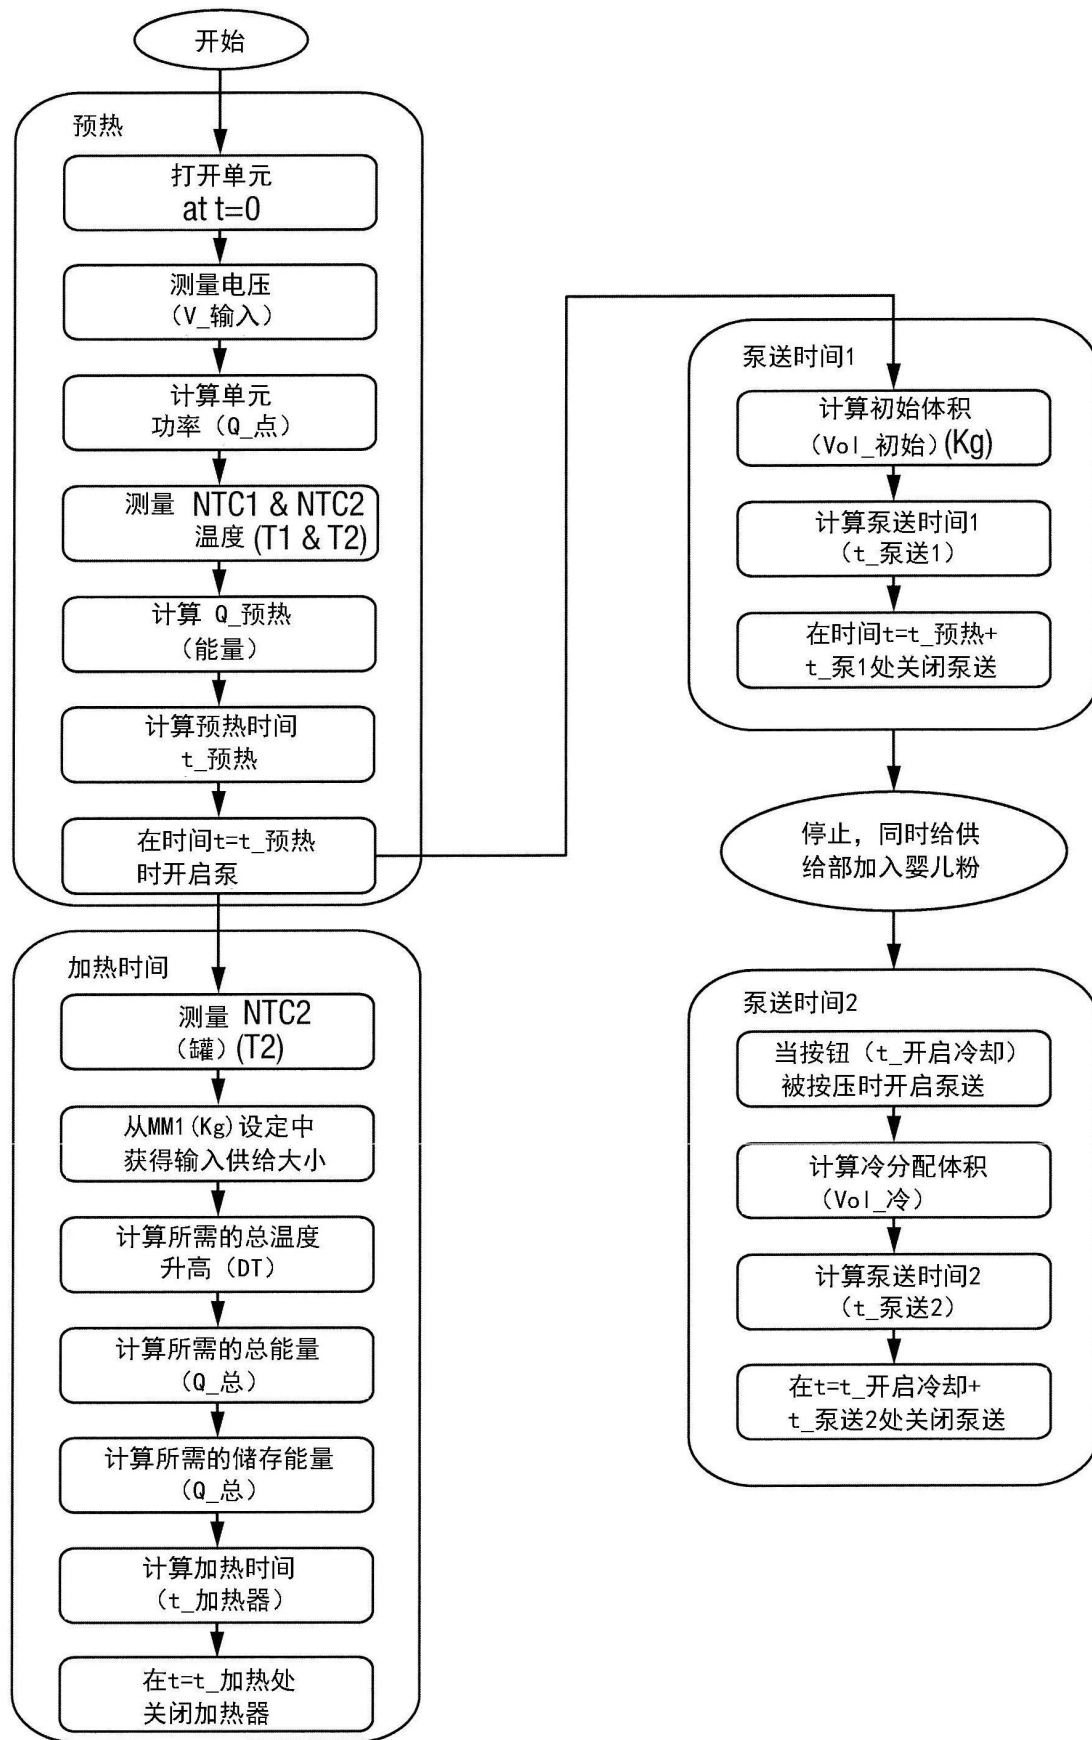 开始
预热
打开单元
at t=0
测量电压
(V_输入)
计算单元
功率 (Q_点)
测量 NTC1 & NTC2
温度 (T1 & T2)
计算 Q_预热
(能量)
计算预热时间
t_预热
在时间t=t_预热
时开启泵
加热时间
测量 NTC2
(罐) (T2)
从MM1(Kg)设定中
获得输入供给大小
计算所需的总温度
升高 (DT)
计算所需的总能量
(Q_总)
计算所需的储存能量
(Q_总)
计算加热时间
(t_加热器)
在t=t_加热处
关闭加热器
泵送时间1
计算初始体积
(Vol_初始) (Kg)
计算泵送时间1
(t_泵送1)
在时间t=t_预热+
t_泵1处关闭泵送
停止，同时给供
给部加入婴儿粉
泵送时间2
当按钮 (t_开启冷却)
被按压时开启泵送
计算冷分配体积
(Vol_冷)
计算泵送时间2
(t_泵送2)
在t=t_开启冷却+
t_泵送2处关闭泵送